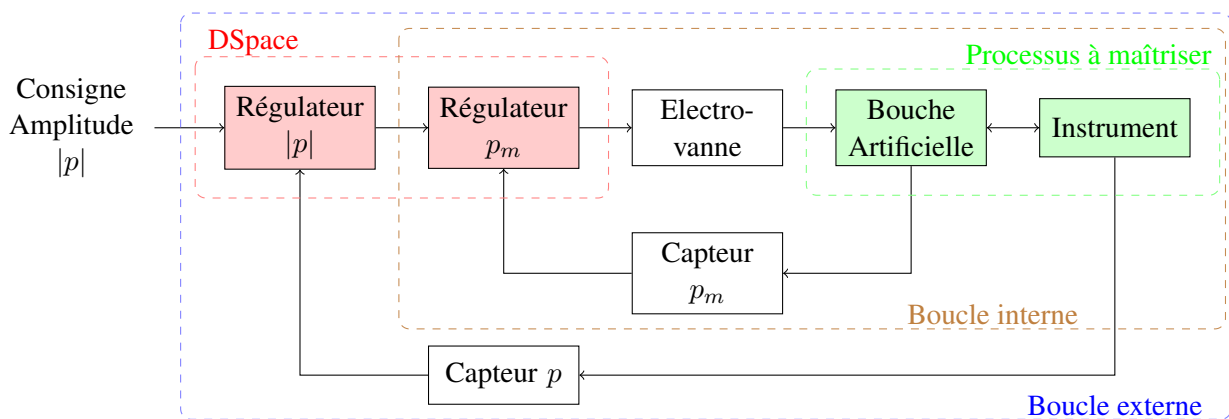 DSpace
Processus à maîtriser
Consigne
Amplitude
|p|
Régulateur
|p|
Régulateur
p_m
Electro-
vanne
Bouche
Artificielle
Instrument
Capteur
p_m
Boucle interne
Capteur p
Boucle externe